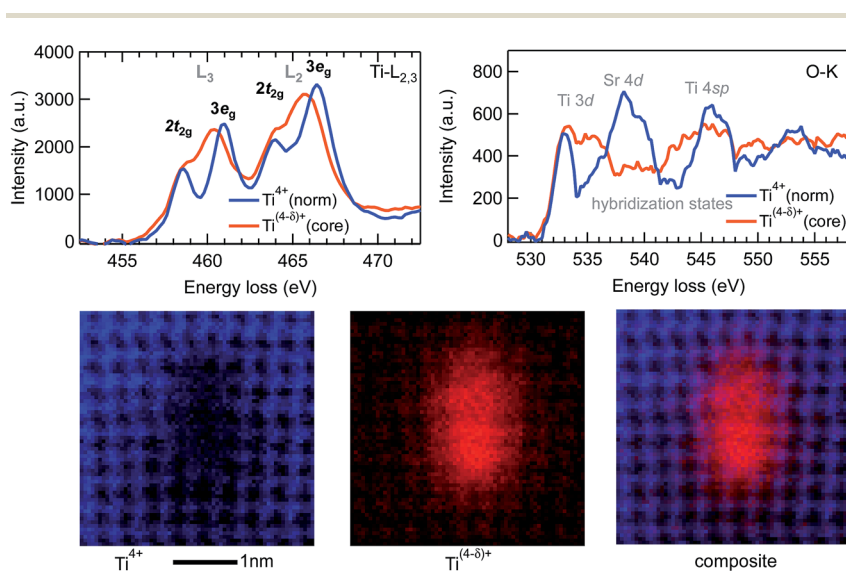 L₃ L₂ Ti-L₂,₃
2t₂g 3e_g 2t₂g 3e_g
Intensity (a.u.)
4000
3000
2000
1000
0
Ti⁴⁺(norm)
Ti⁽⁴⁻ᵟ⁾⁺(core)
455 460 465 470
Energy loss (eV)
O-K
Ti 3d Sr 4d Ti 4sp
Intensity (a.u.)
800
600
400
200
0
hybridization states
Ti⁴⁺(norm)
Ti⁽⁴⁻ᵟ⁾⁺(core)
530 535 540 545 550 555
Energy loss (eV)
Ti⁴⁺ 1nm
Ti⁽⁴⁻ᵟ⁾⁺
composite